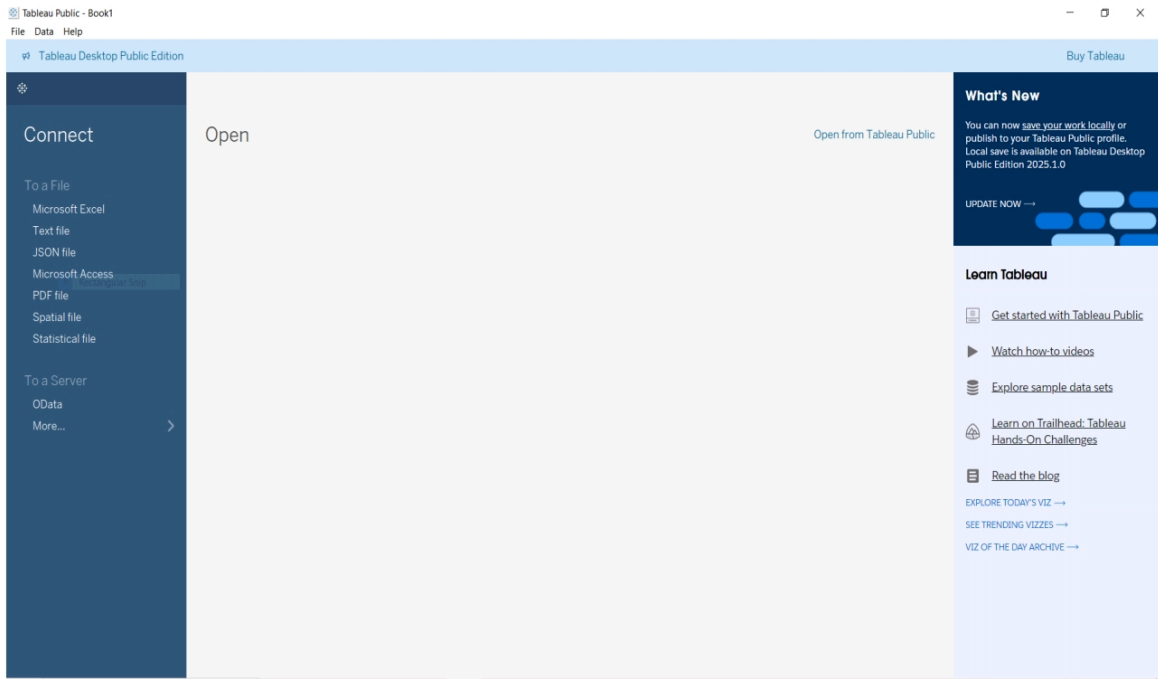 Tableau Public - Book1
File Data Help
Tableau Desktop Public Edition
Buy Tableau
Connect
To a File
Microsoft Excel
Text file
JSON file
Microsoft Access
Rectangular Snip
PDF file
Spatial file
Statistical file
To a Server
OData
More...
Open
Open from Tableau Public
What's New
You can now save your work locally or
publish to your Tableau Public profile.
Local save is available on Tableau Desktop
Public Edition 2025.1.0
UPDATE NOW →
Learn Tableau
Get started with Tableau Public
Watch how-to videos
Explore sample data sets
Learn on Trailhead: Tableau
Hands-On Challenges
Read the blog
EXPLORE TODAY'S VIZ →
SEE TRENDING VIZZES →
VIZ OF THE DAY ARCHIVE →